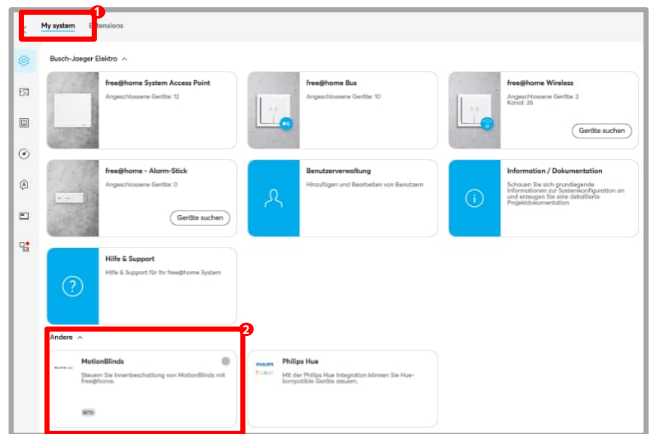 1
My system Extensions
Busch-Jaeger Elektro
free@home System Access Point
Angeschlossene Geräte: 12
free@home Bus
Angeschlossene Geräte: 10
free@home Wireless
Angeschlossene Geräte: 2
Kanal: 26
Geräte suchen
free@home - Alarm-Stick
Angeschlossene Geräte: 0
Geräte suchen
Benutzerverwaltung
Hinzufügen und Bearbeiten von Benutzern
Information / Dokumentation
Schauen Sie sich grundlegende
Informationen zur Systemkonfiguration an
und erzeugen Sie eine detaillierte
Projektdokumentation
Hilfe & Support
Hilfe & Support für Ihr free@home System
2
Andere
MotionBlinds
Steuern Sie Innenbeschattung von MotionBlinds mit
free@home.
BETA
PHILIPS
Philips Hue
Mit der Philips Hue Integration können Sie Hue-
kompatible Geräte steuern.